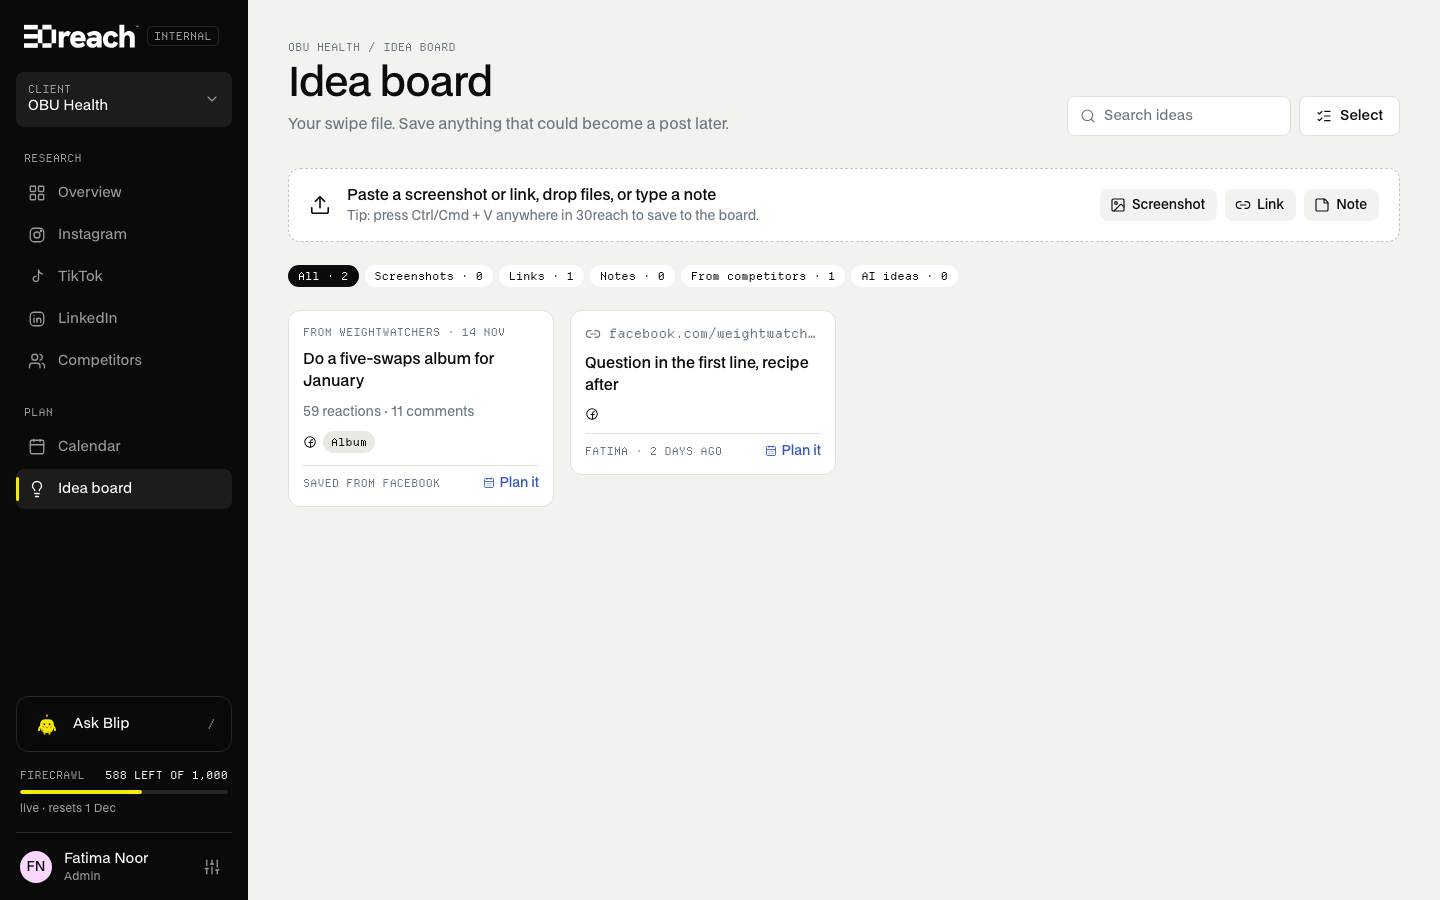 30reach INTERNAL
CLIENT
OBU Health
RESEARCH
Overview
Instagram
TikTok
LinkedIn
Competitors
PLAN
Calendar
Idea board
Ask Blip /
FIRECRAWL 588 LEFT OF 1,000
live · resets 1 Dec
FN
Fatima Noor
Admin
OBU HEALTH / IDEA BOARD
Idea board
Your swipe file. Save anything that could become a post later.
Search ideas
Select
Paste a screenshot or link, drop files, or type a note
Tip: press Ctrl/Cmd + V anywhere in 30reach to save to the board.
Screenshot Link Note
All · 2 Screenshots · 0 Links · 1 Notes · 0 From competitors · 1 AI ideas · 0
FROM WEIGHTWATCHERS · 14 NOV
Do a five-swaps album for
January
59 reactions · 11 comments
Album
SAVED FROM FACEBOOK Plan it
facebook.com/weightwatch…
Question in the first line, recipe
after
FATIMA · 2 DAYS AGO Plan it